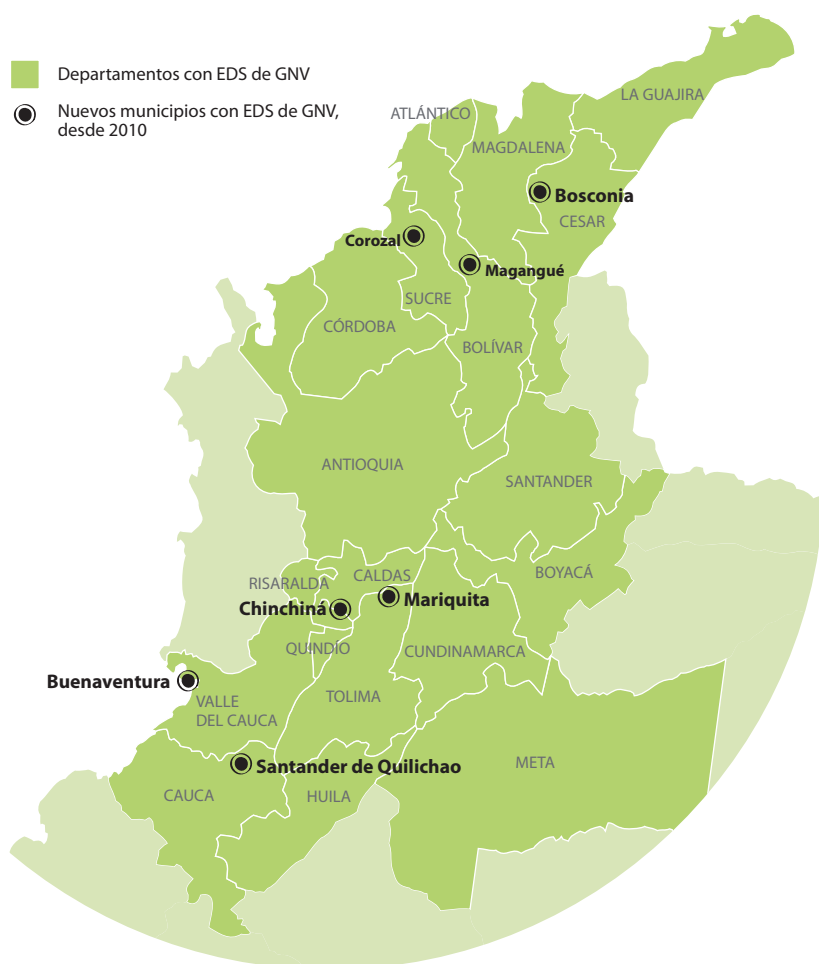 Departamentos con EDS de GNV
Nuevos municipios con EDS de GNV,
desde 2010
LA GUAJIRA
ATLÁNTICO
MAGDALENA
Bosconia
CESAR
Corozal
Magangué
SUCRE
CÓRDOBA
BOLÍVAR
ANTIOQUIA
SANTANDER
BOYACÁ
CALDAS
RISARALDA
Mariquita
Chinchiná
QUINDÍO
CUNDINAMARCA
Buenaventura
TOLIMA
VALLE
DEL CAUCA
META
Santander de Quilichao
CAUCA
HUILA